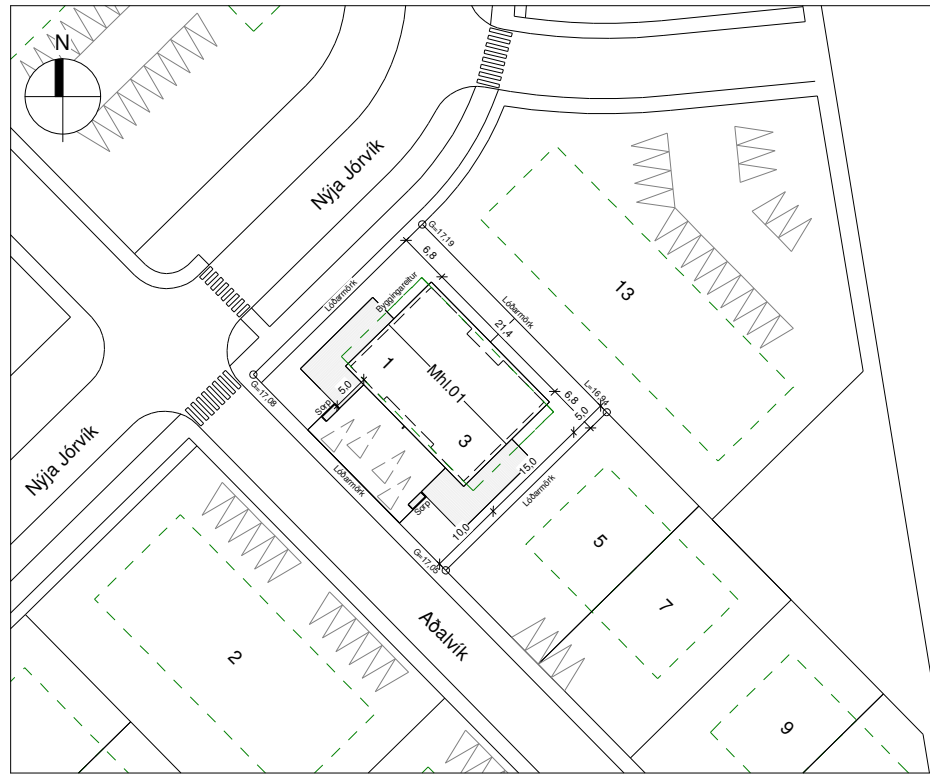 N
Nýja Jórvík
G=17,19
6,8
Lóðarmörk
Byggingareitur
13
Lóðarmörk
21,4
1
Mhl.01
G=17,08
5,0
Sorp
L=16,94
6,8
5,0
3
Nýja Jórvík
15,0
Lóðarmörk
Lóðarmörk
Sorp
10,0
5
G=17,05
7
Aðalvík
2
9